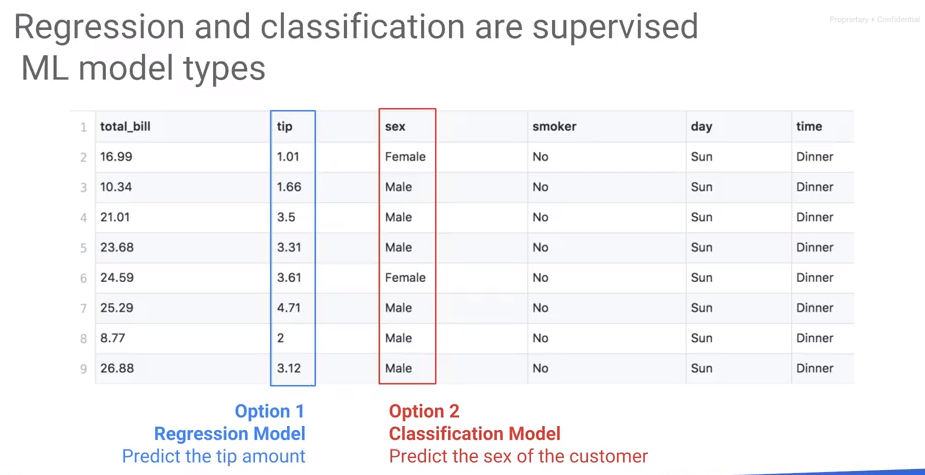 Regression and classification are supervised
ML model types
Proprietary + Confidential
1 total_bill tip sex smoker day time
2 16.99 1.01 Female No Sun Dinner
3 10.34 1.66 Male No Sun Dinner
4 21.01 3.5 Male No Sun Dinner
5 23.68 3.31 Male No Sun Dinner
6 24.59 3.61 Female No Sun Dinner
7 25.29 4.71 Male No Sun Dinner
8 8.77 2 Male No Sun Dinner
9 26.88 3.12 Male No Sun Dinner
Option 1
Regression Model
Predict the tip amount
Option 2
Classification Model
Predict the sex of the customer